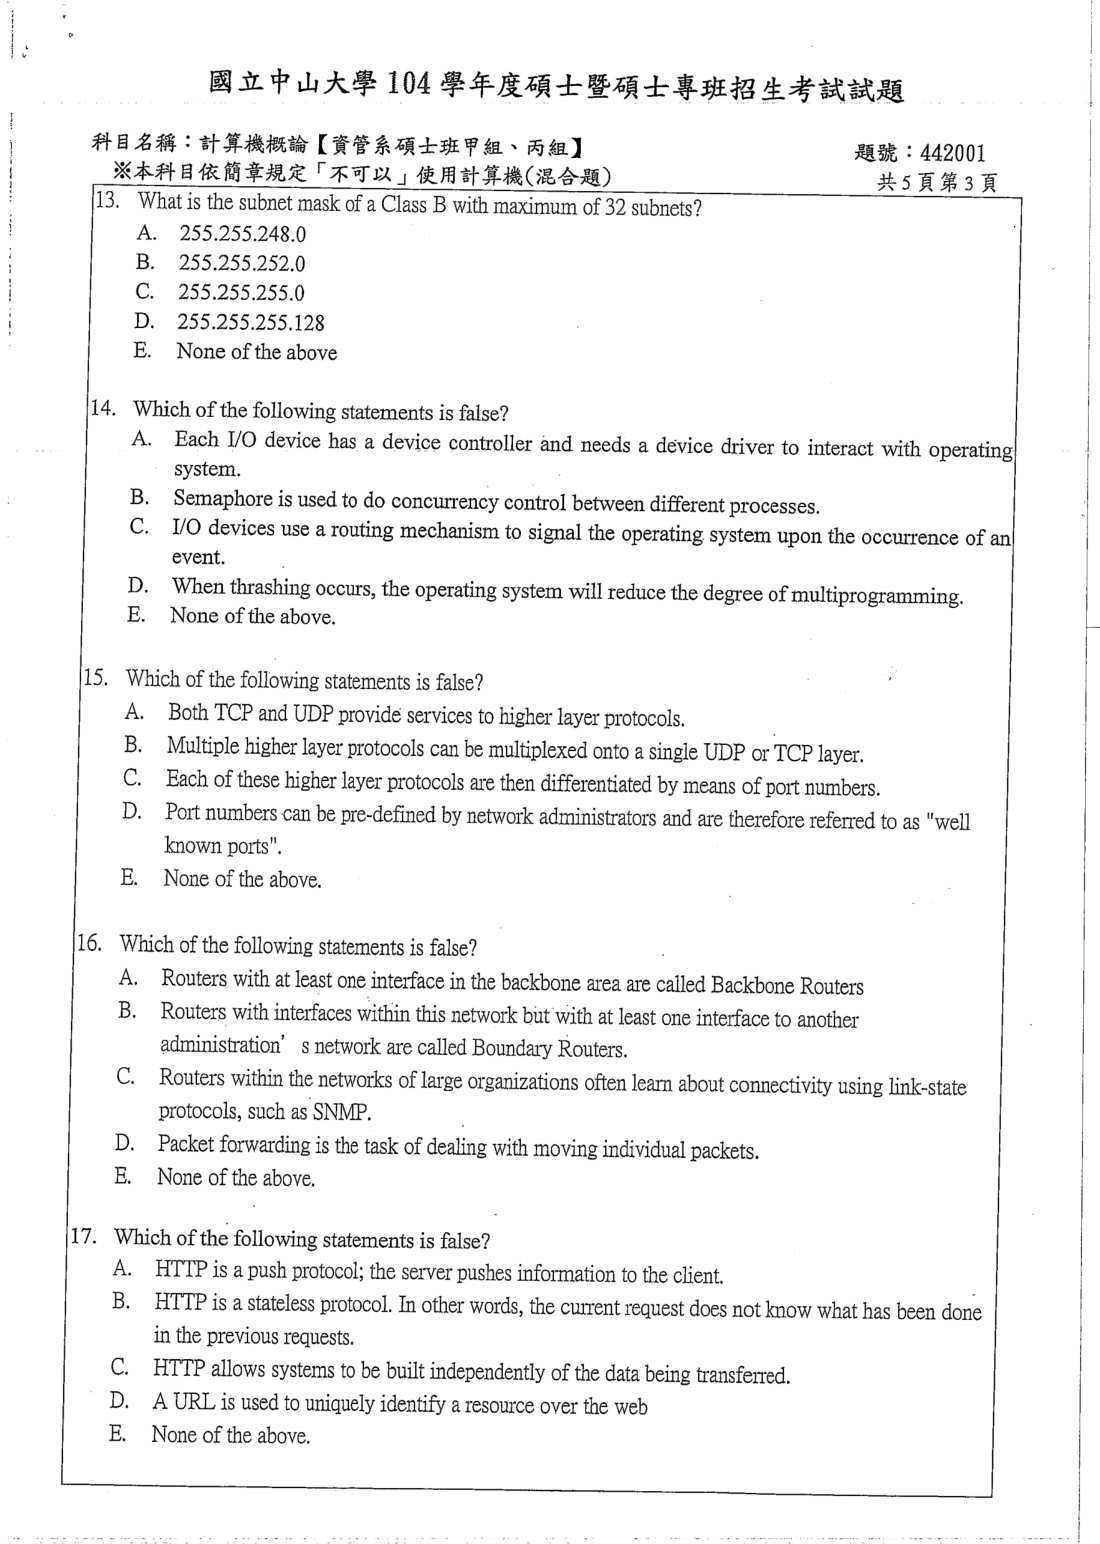 國立中山大學 104 學年度碩士暨碩士專班招生考試試題
科目名稱：計算機概論【資管系碩士班甲組、丙組】
題號：442001
※本科目依簡章規定「不可以」使用計算機(混合題)
共 5 頁第 3 頁
13. What is the subnet mask of a Class B with maximum of 32 subnets?
A. 255.255.248.0
B. 255.255.252.0
C. 255.255.255.0
D. 255.255.255.128
E. None of the above
14. Which of the following statements is false?
A. Each I/O device has a device controller and needs a device driver to interact with operating
system.
B. Semaphore is used to do concurrency control between different processes.
C. I/O devices use a routing mechanism to signal the operating system upon the occurrence of an
event.
D. When thrashing occurs, the operating system will reduce the degree of multiprogramming.
E. None of the above.
15. Which of the following statements is false?
A. Both TCP and UDP provide services to higher layer protocols.
B. Multiple higher layer protocols can be multiplexed onto a single UDP or TCP layer.
C. Each of these higher layer protocols are then differentiated by means of port numbers.
D. Port numbers can be pre-defined by network administrators and are therefore referred to as "well
known ports".
E. None of the above.
16. Which of the following statements is false?
A. Routers with at least one interface in the backbone area are called Backbone Routers
B. Routers with interfaces within this network but with at least one interface to another
administration’ s network are called Boundary Routers.
C. Routers within the networks of large organizations often learn about connectivity using link-state
protocols, such as SNMP.
D. Packet forwarding is the task of dealing with moving individual packets.
E. None of the above.
17. Which of the following statements is false?
A. HTTP is a push protocol; the server pushes information to the client.
B. HTTP is a stateless protocol. In other words, the current request does not know what has been done
in the previous requests.
C. HTTP allows systems to be built independently of the data being transferred.
D. A URL is used to uniquely identify a resource over the web
E. None of the above.